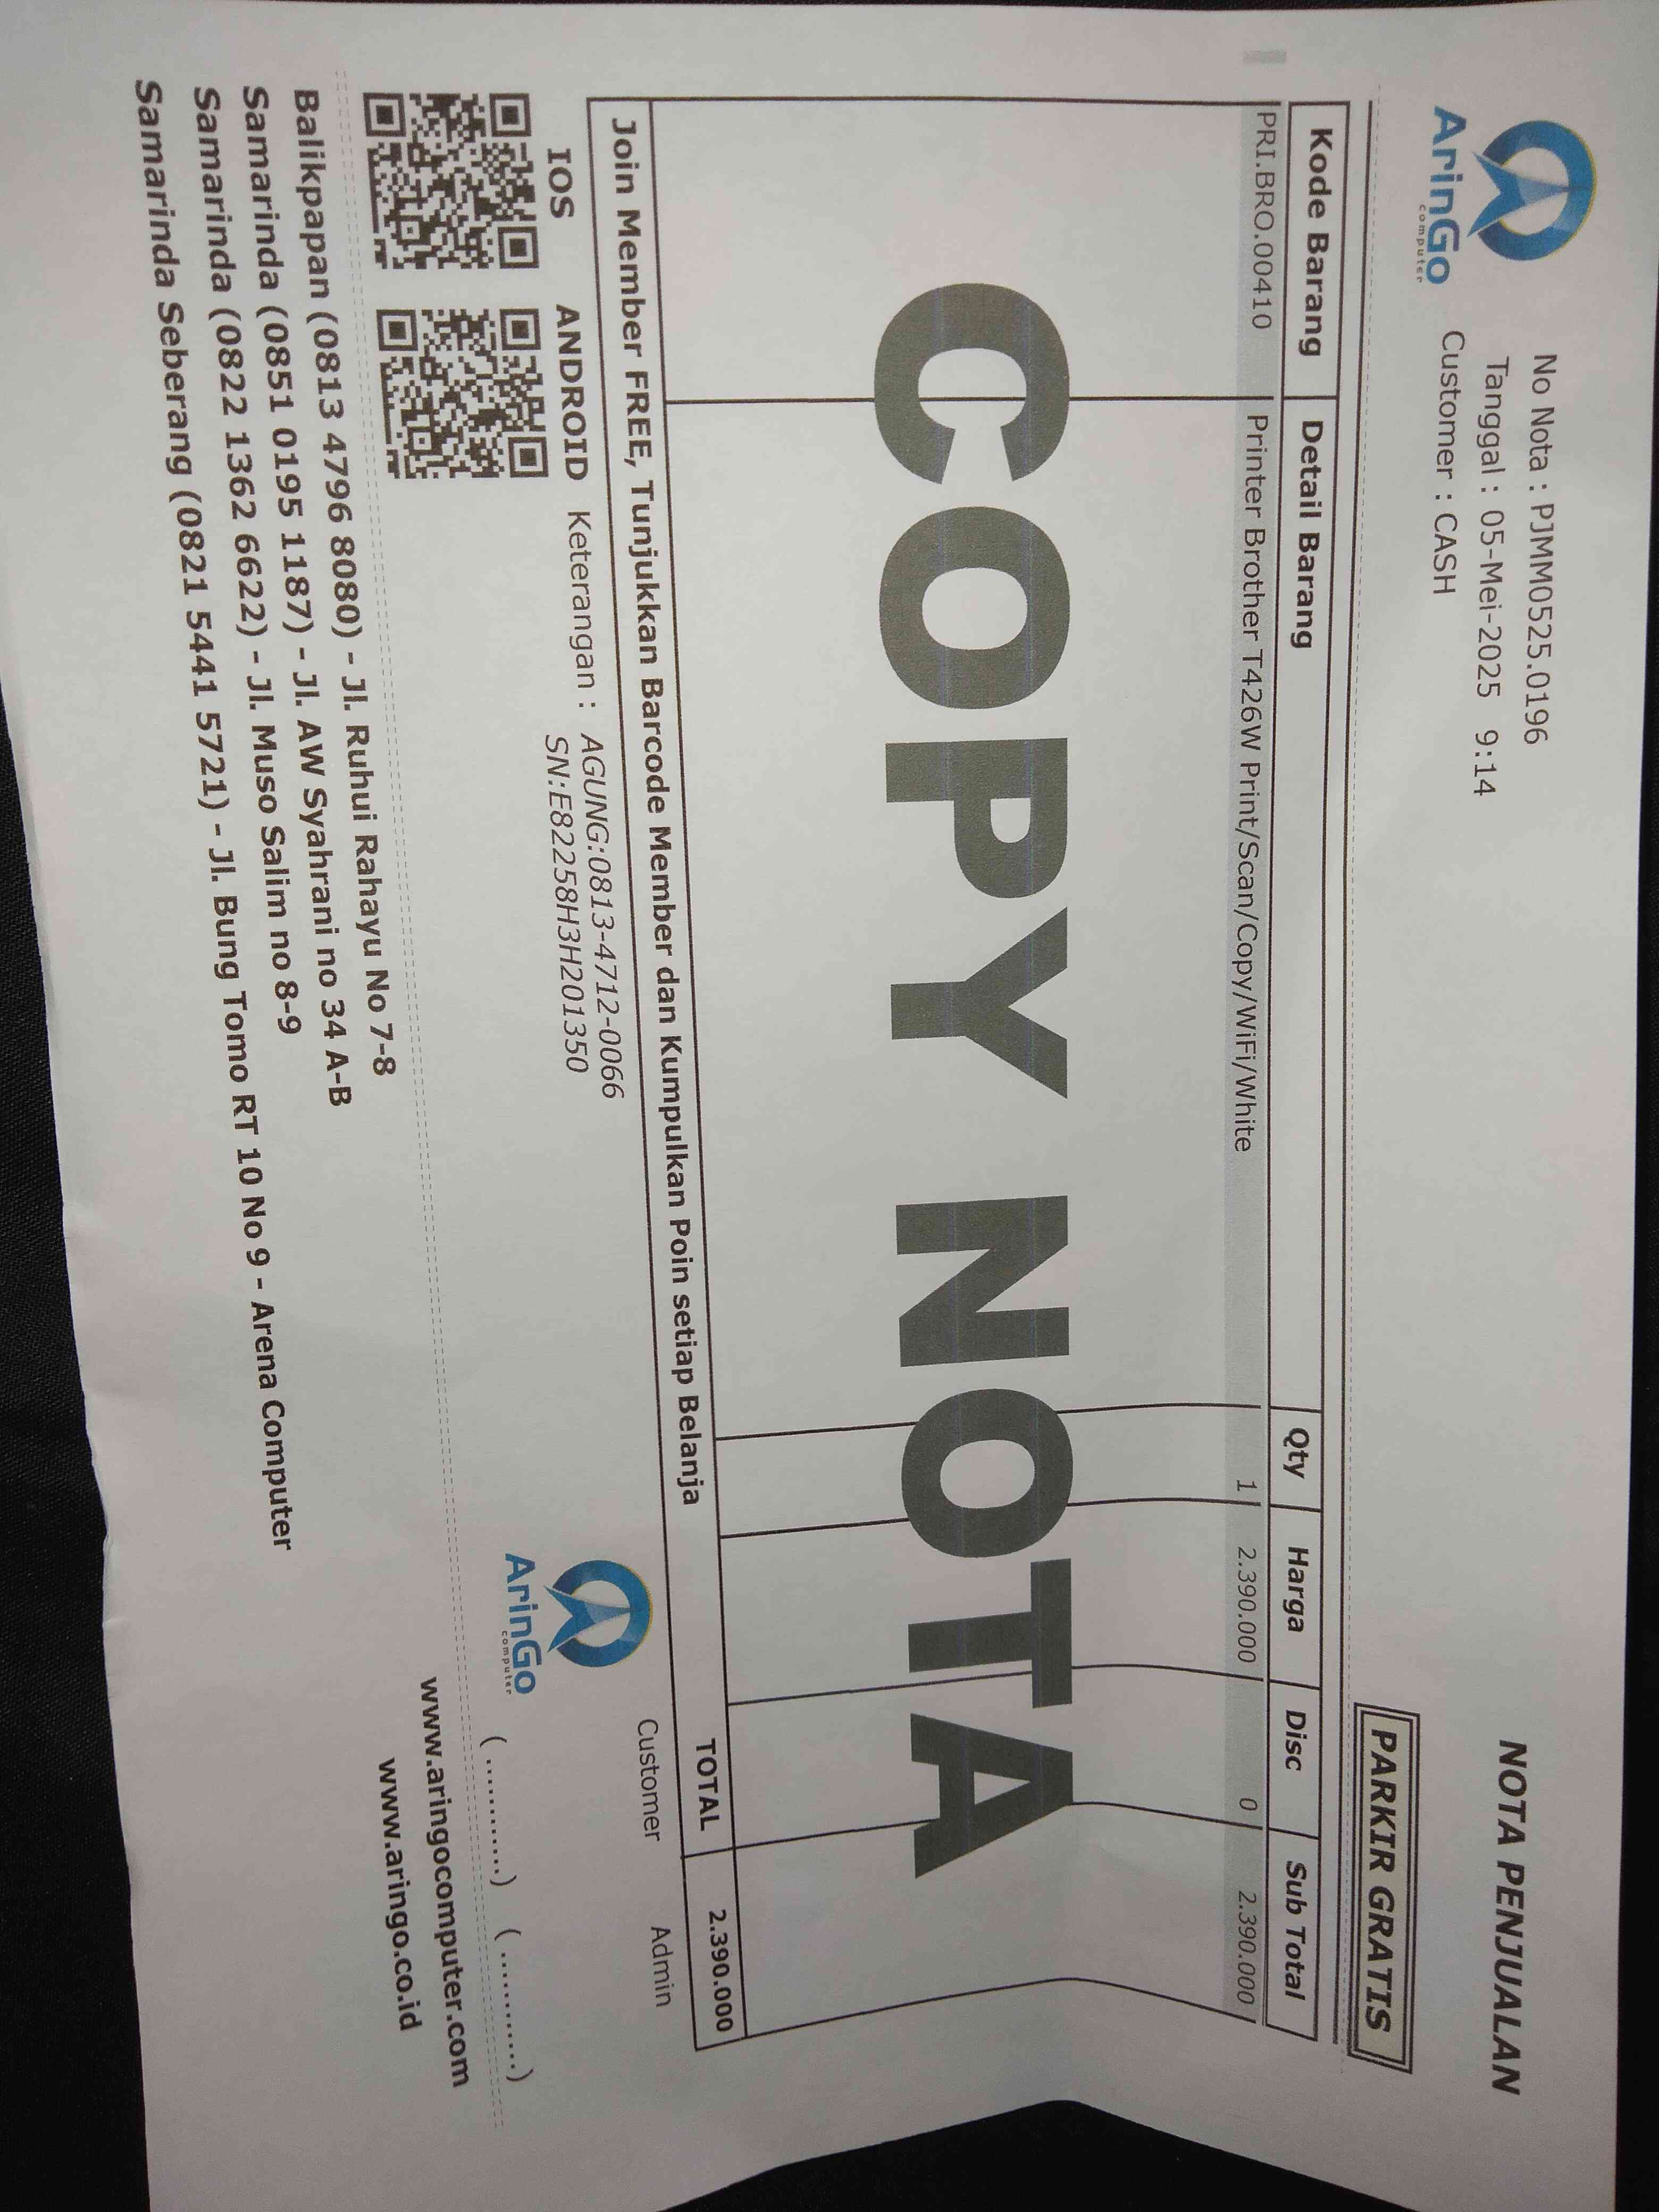 ArinGo
computer
No Nota : PJMM0525.0196
Tanggal : 05-Mei-2025 9:14
Customer : CASH
NOTA PENJUALAN
PARKIR GRATIS
Kode Barang Detail Barang Qty Harga Disc Sub Total
PRI.BRO.00410 Printer Brother T426W Print/Scan/Copy/WiFi/White 1 2.390.000 0 2.390.000
COPY NOTA
Join Member FREE, Tunjukkan Barcode Member dan Kumpulkan Poin setiap Belanja TOTAL 2.390.000
IOS ANDROID Keterangan : AGUNG:0813-4712-0066
SN:E82258H3H201350
ArinGo
computer
Customer Admin
(...........) (............)
Balikpapan (0813 4796 8080) - Jl. Ruhui Rahayu No 7-8
Samarinda (0851 0195 1187) - Jl. AW Syahrani no 34 A-B
Samarinda (0822 1362 6622) - Jl. Muso Salim no 8-9
Samarinda Seberang (0821 5441 5721) - Jl. Bung Tomo RT 10 No 9 - Arena Computer
www.aringocomputer.com
www.aringo.co.id